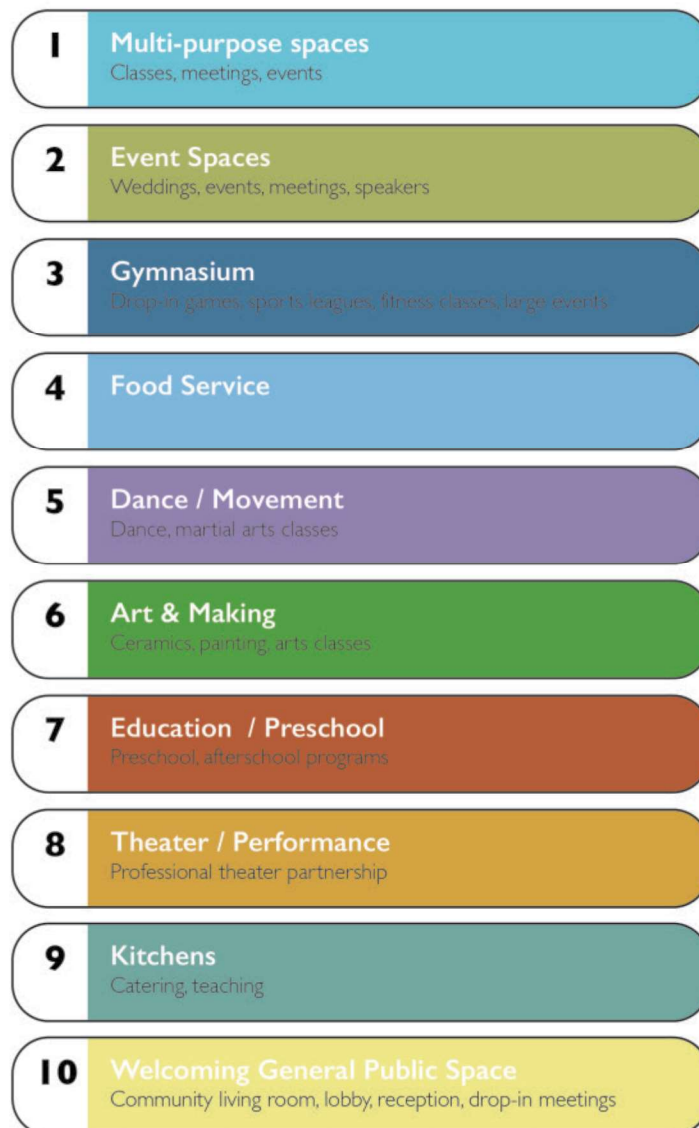 1
Multi-purpose spaces
Classes, meetings, events
2
Event Spaces
Weddings, events, meetings, speakers
3
Gymnasium
Drop-in games, sports leagues, fitness classes, large events
4
Food Service
5
Dance / Movement
Dance, martial arts classes
6
Art & Making
Ceramics, painting, arts classes
7
Education / Preschool
Preschool, afterschool programs
8
Theater / Performance
Professional theater partnership
9
Kitchens
Catering, teaching
10
Welcoming General Public Space
Community living room, lobby, reception, drop-in meetings